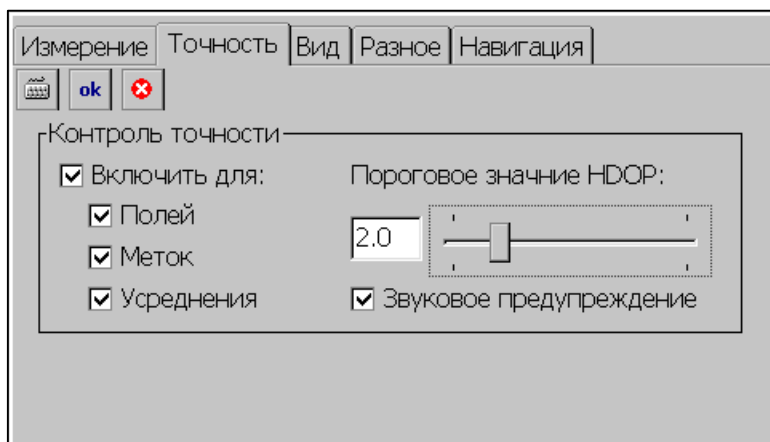 Измерение Точность Вид Разное Навигация
ok
Контроль точности
Включить для: Пороговое значние HDOP:
Полей
2.0
Меток
Усреднения Звуковое предупреждение